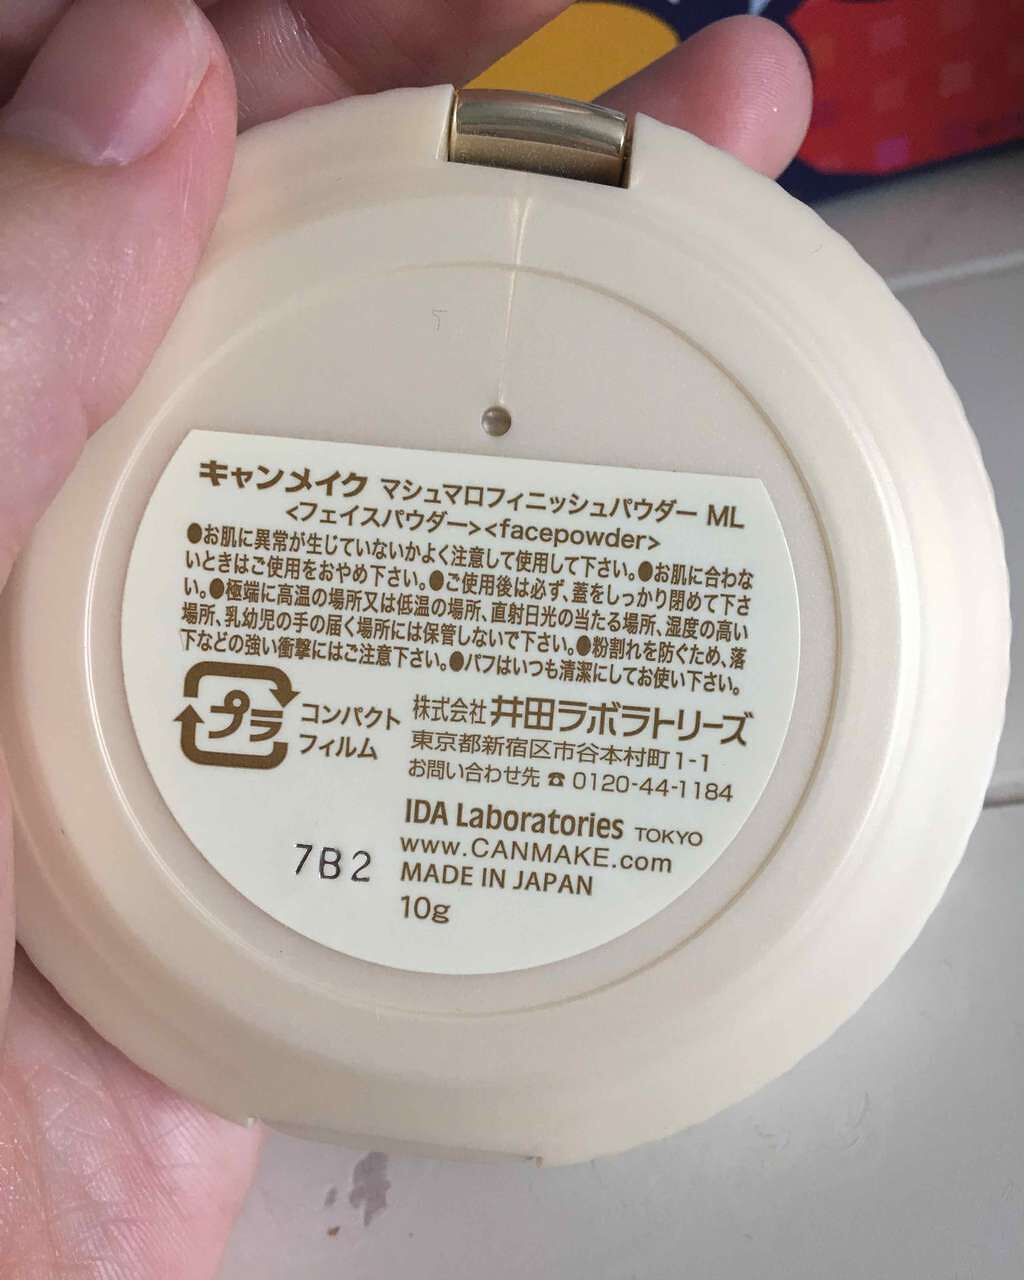 キャンメイク マシュマロフィニッシュパウダー ML
<フェイスパウダー><facepowder>
●お肌に異常が生じていないかよく注意して使用して下さい。●お肌に合わな
いときはご使用をおやめ下さい。●ご使用後は必ず、蓋をしっかり閉めて下さ
い。●極端に高温の場所又は低温の場所、直射日光の当たる場所、湿度の高い
場所、乳幼児の手の届く場所には保管しないで下さい。●粉割れを防ぐため、落
下などの強い衝撃にはご注意下さい。●パフはいつも清潔にしてお使い下さい。
プラ
コンパクト
フィルム
株式会社 井田ラボラトリーズ
東京都新宿区市谷本村町1-1
お問い合わせ先 ☎ 0120-44-1184
IDA Laboratories TOKYO
www.CANMAKE.com
MADE IN JAPAN
10g
7B2